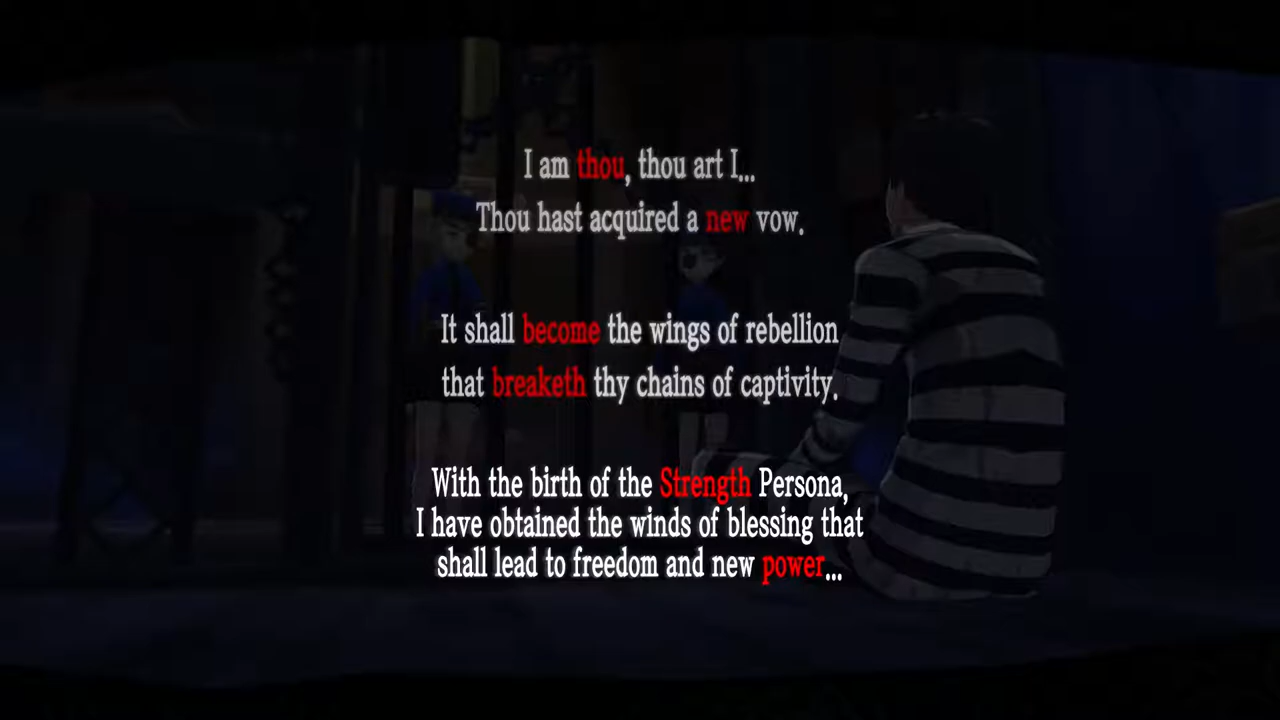 I am thou, thou art I...
Thou hast acquired a new vow.
It shall become the wings of rebellion
that breaketh thy chains of captivity.
With the birth of the Strength Persona,
I have obtained the winds of blessing that
shall lead to freedom and new power...